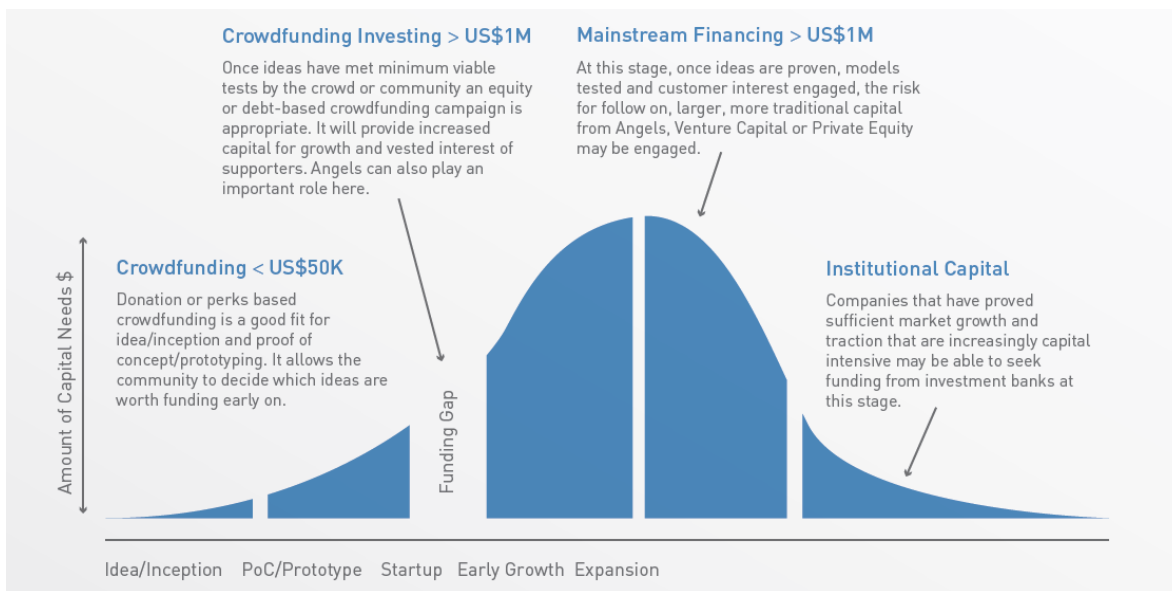 Crowdfunding Investing > US$1M
Once ideas have met minimum viable
tests by the crowd or community an equity
or debt-based crowdfunding campaign is
appropriate. It will provide increased
capital for growth and vested interest of
supporters. Angels can also play an
important role here.
Mainstream Financing > US$1M
At this stage, once ideas are proven, models
tested and customer interest engaged, the risk
for follow on, larger, more traditional capital
from Angels, Venture Capital or Private Equity
may be engaged.
Crowdfunding < US$50K
Donation or perks based
crowdfunding is a good fit for
idea/inception and proof of
concept/prototyping. It allows the
community to decide which ideas are
worth funding early on.
Institutional Capital
Companies that have proved
sufficient market growth and
traction that are increasingly capital
intensive may be able to seek
funding from investment banks at
this stage.
Amount of Capital Needs $
Funding Gap
Idea/Inception PoC/Prototype Startup Early Growth Expansion